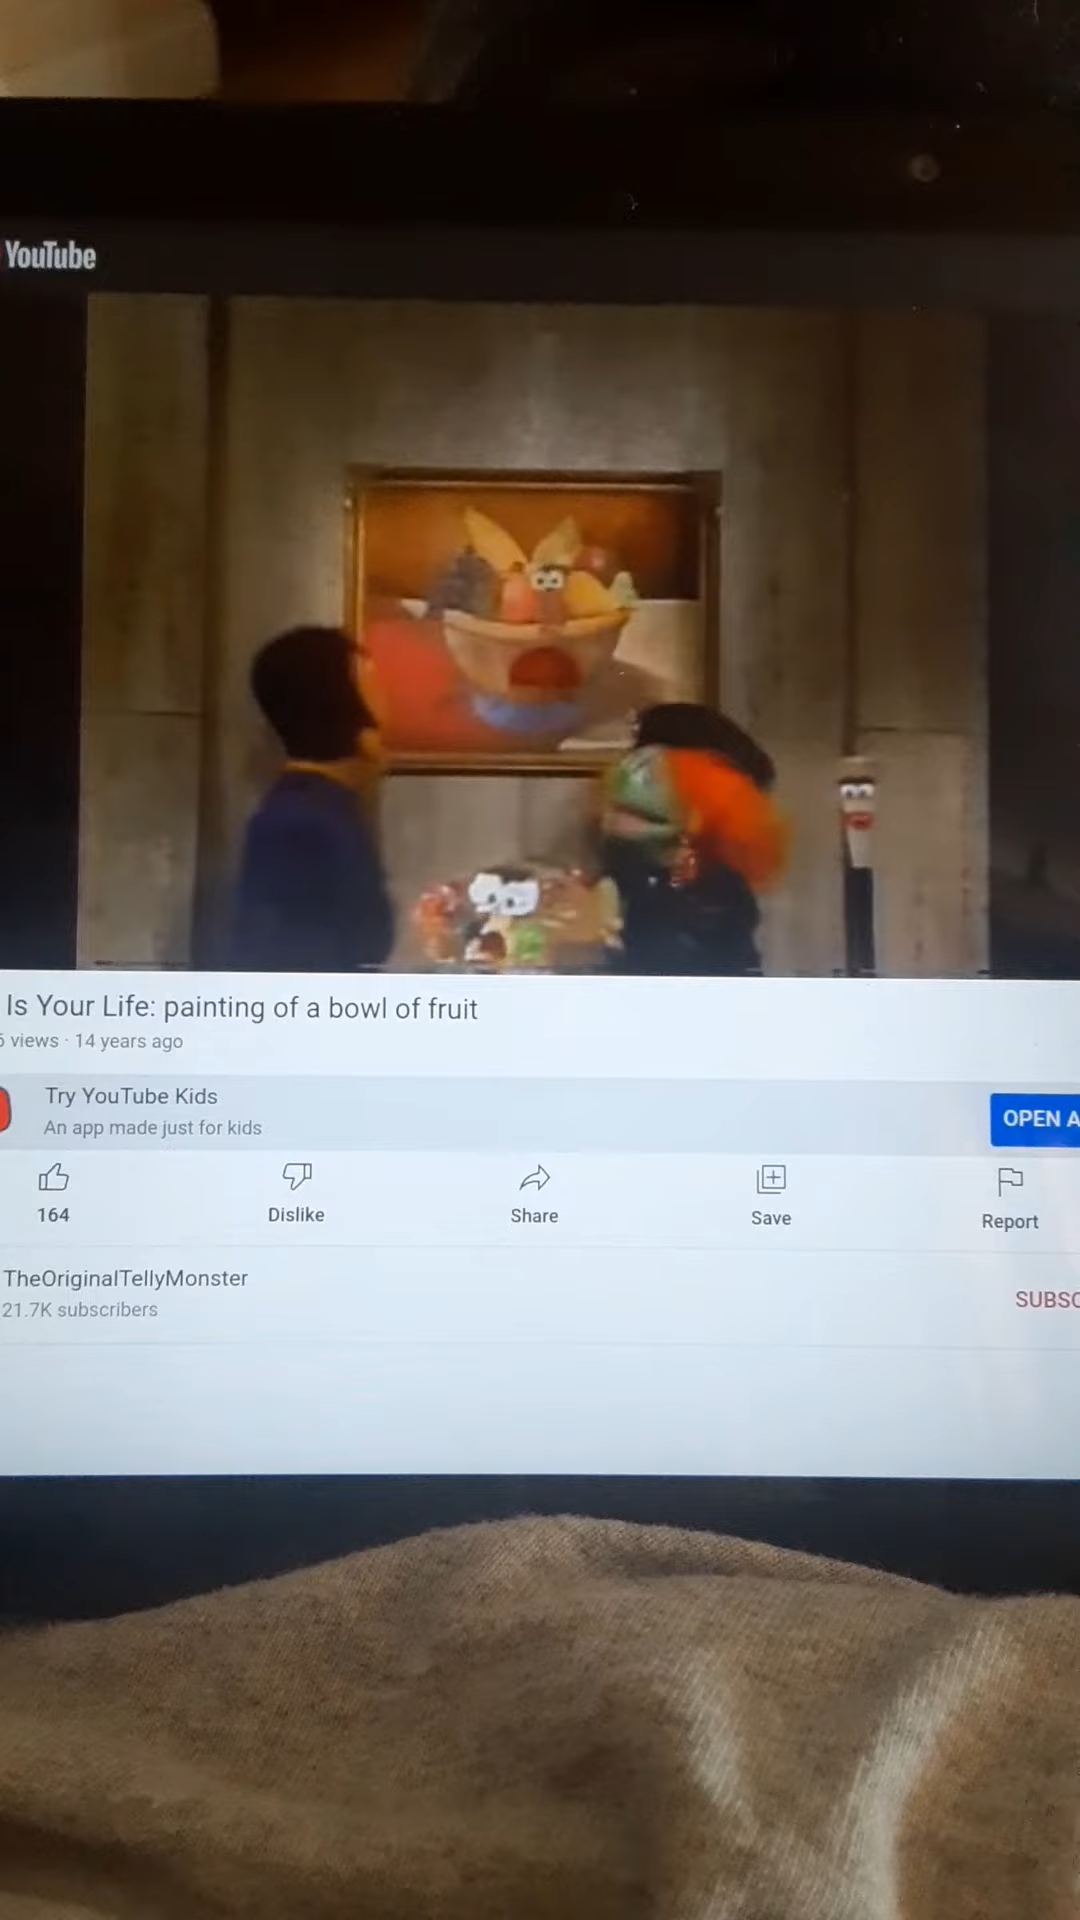 YouTube
Is Your Life: painting of a bowl of fruit
6 views · 14 years ago
Try YouTube Kids
An app made just for kids
OPEN A
164
Dislike
Share
Save
Report
TheOriginalTellyMonster
21.7K subscribers
SUBSC